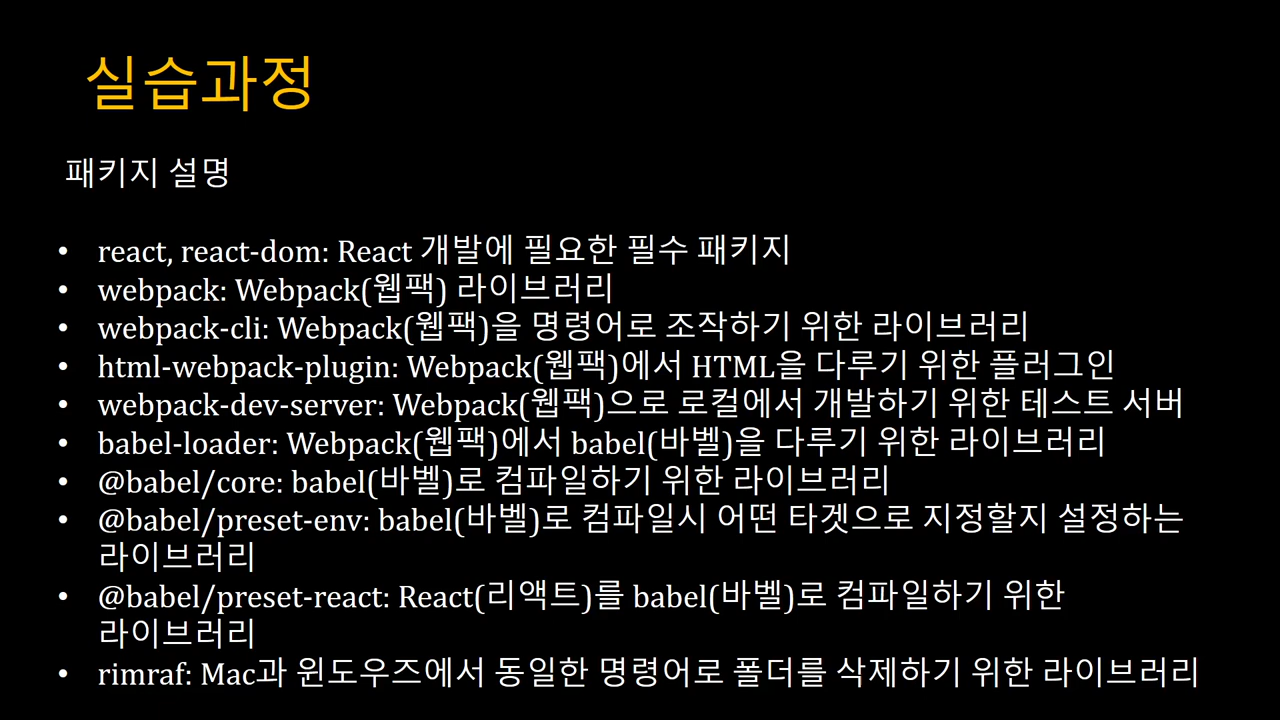 실습과정
패키지 설명
• react, react-dom: React 개발에 필요한 필수 패키지
• webpack: Webpack(웹팩) 라이브러리
• webpack-cli: Webpack(웹팩)을 명령어로 조작하기 위한 라이브러리
• html-webpack-plugin: Webpack(웹팩)에서 HTML을 다루기 위한 플러그인
• webpack-dev-server: Webpack(웹팩)으로 로컬에서 개발하기 위한 테스트 서버
• babel-loader: Webpack(웹팩)에서 babel(바벨)을 다루기 위한 라이브러리
• @babel/core: babel(바벨)로 컴파일하기 위한 라이브러리
• @babel/preset-env: babel(바벨)로 컴파일시 어떤 타겟으로 지정할지 설정하는
라이브러리
• @babel/preset-react: React(리액트)를 babel(바벨)로 컴파일하기 위한
라이브러리
• rimraf: Mac과 윈도우즈에서 동일한 명령어로 폴더를 삭제하기 위한 라이브러리